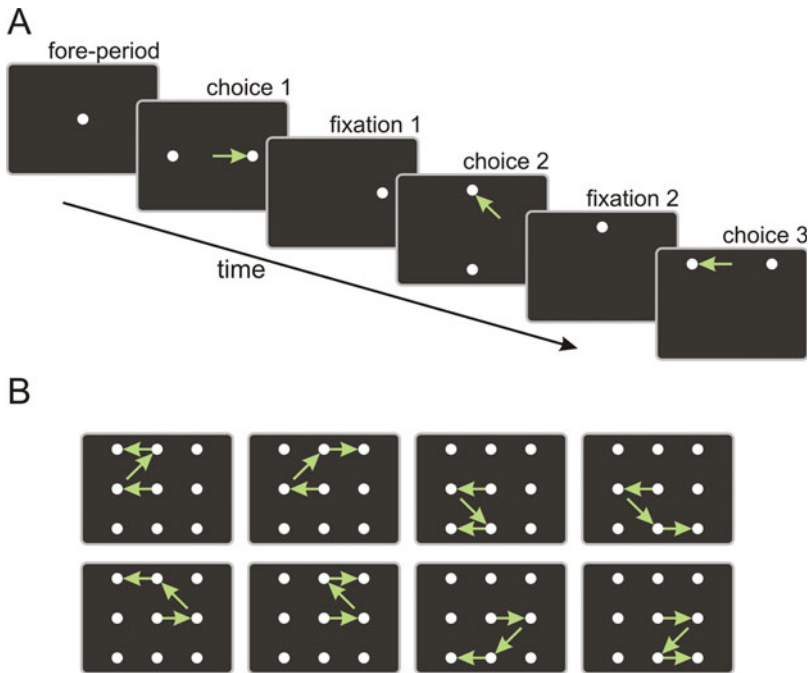 A
fore-period
choice 1
fixation 1
choice 2
fixation 2
choice 3
time
B